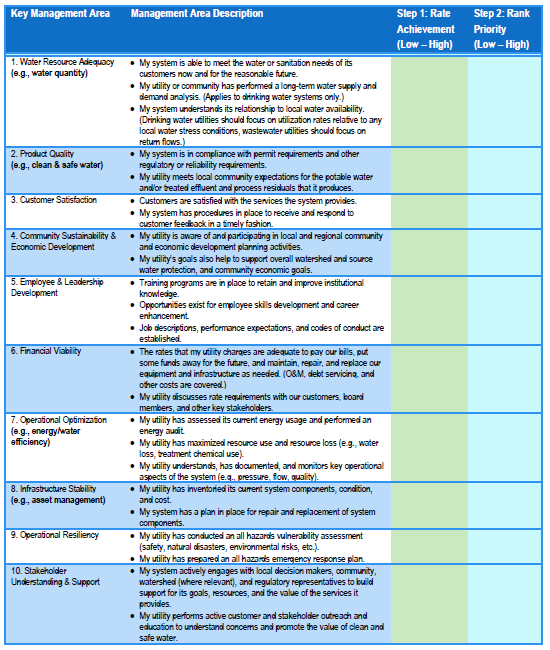 Key Management Area
Management Area Description
Step 1: Rate
Achievement
(Low – High)
Step 2: Rank
Priority
(Low – High)
1. Water Resource Adequacy
(e.g., water quantity)
• My system is able to meet the water or sanitation needs of its
customers now and for the reasonable future.
• My utility or community has performed a long-term water supply and
demand analysis. (Applies to drinking water systems only.)
• My system understands its relationship to local water availability.
(Drinking water utilities should focus on utilization rates relative to any
local water stress conditions, wastewater utilities should focus on
return flows.)
2. Product Quality
(e.g., clean & safe water)
• My system is in compliance with permit requirements and other
regulatory or reliability requirements.
• My utility meets local community expectations for the potable water
and/or treated effluent and process residuals that it produces.
3. Customer Satisfaction
• Customers are satisfied with the services the system provides.
• My system has procedures in place to receive and respond to
customer feedback in a timely fashion.
4. Community Sustainability &
Economic Development
• My utility is aware of and participating in local and regional community
and economic development planning activities.
• My utility's goals also help to support overall watershed and source
water protection, and community economic goals.
5. Employee & Leadership
Development
• Training programs are in place to retain and improve institutional
knowledge.
• Opportunities exist for employee skills development and career
enhancement.
• Job descriptions, performance expectations, and codes of conduct are
established.
6. Financial Viability
• The rates that my utility charges are adequate to pay our bills, put
some funds away for the future, and maintain, repair, and replace our
equipment and infrastructure as needed. (O&M, debt servicing, and
other costs are covered.)
• My utility discusses rate requirements with our customers, board
members, and other key stakeholders.
7. Operational Optimization
(e.g., energy/water
efficiency)
• My utility has assessed its current energy usage and performed an
energy audit.
• My utility has maximized resource use and resource loss (e.g., water
loss, treatment chemical use).
• My utility understands, has documented, and monitors key operational
aspects of the system (e.g., pressure, flow, quality).
8. Infrastructure Stability
(e.g., asset management)
• My utility has inventoried its current system components, condition,
and cost.
• My system has a plan in place for repair and replacement of system
components.
9. Operational Resiliency
• My utility has conducted an all hazards vulnerability assessment
(safety, natural disasters, environmental risks, etc.).
• My utility has prepared an all hazards emergency response plan.
10. Stakeholder
Understanding & Support
• My system actively engages with local decision makers, community,
watershed (where relevant), and regulatory representatives to build
support for its goals, resources, and the value of the services it
provides.
• My utility performs active customer and stakeholder outreach and
education to understand concerns and promote the value of clean and
safe water.